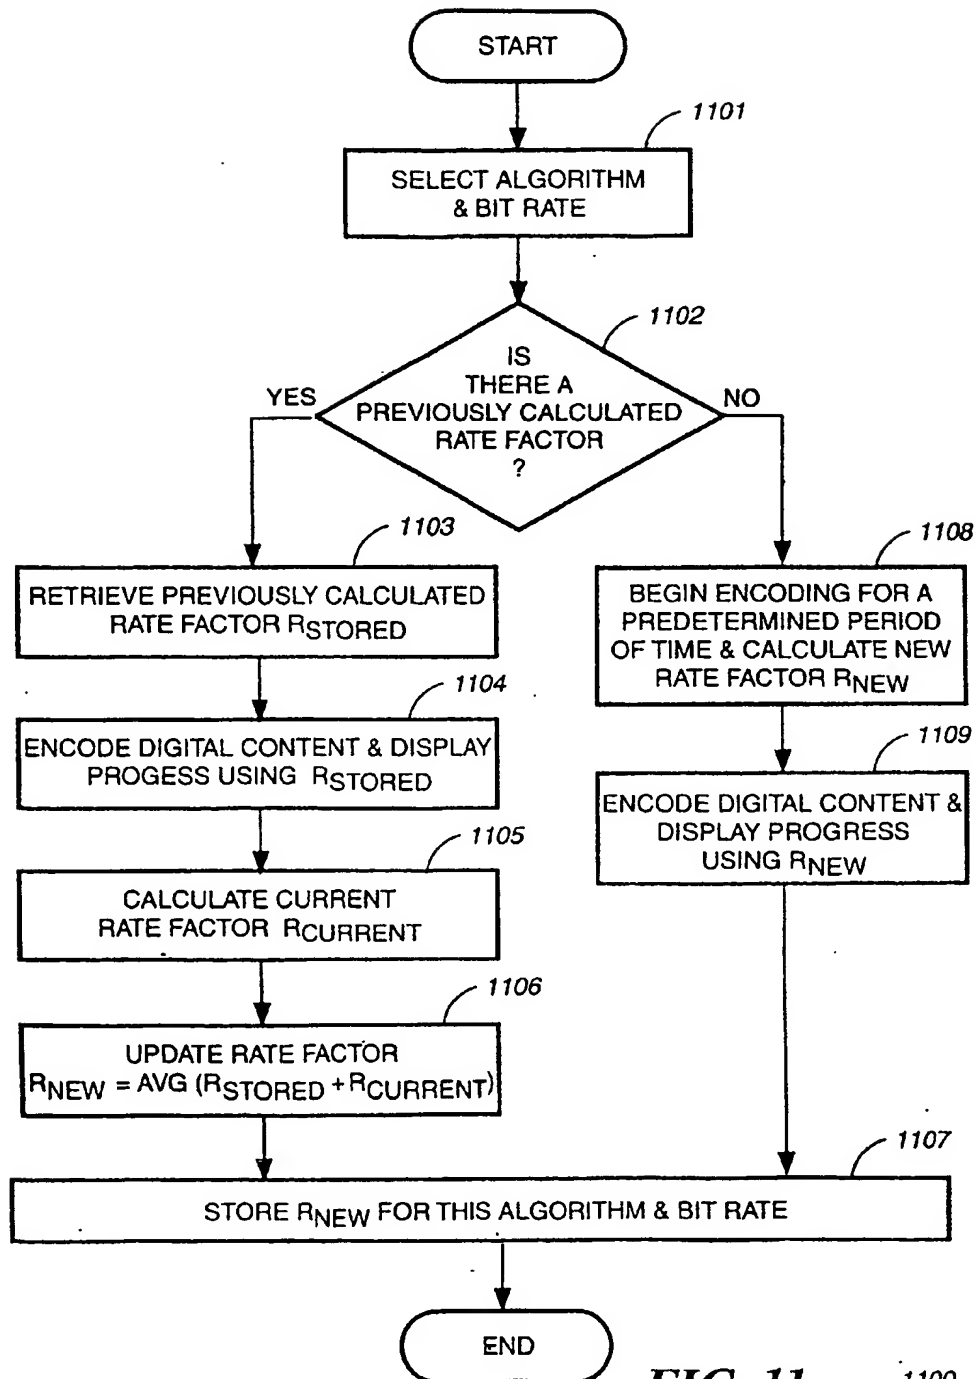 START
1101
SELECT ALGORITHM
& BIT RATE
1102
IS
THERE A
PREVIOUSLY CALCULATED
RATE FACTOR
?
YES
NO
1103
RETRIEVE PREVIOUSLY CALCULATED
RATE FACTOR RSTORED
1104
ENCODE DIGITAL CONTENT & DISPLAY
PROGESS USING RSTORED
1105
CALCULATE CURRENT
RATE FACTOR RCURRENT
1106
UPDATE RATE FACTOR
RNEW = AVG (RSTORED + RCURRENT)
1108
BEGIN ENCODING FOR A
PREDETERMINED PERIOD
OF TIME & CALCULATE NEW
RATE FACTOR RNEW
1109
ENCODE DIGITAL CONTENT &
DISPLAY PROGRESS
USING RNEW
1107
STORE RNEW FOR THIS ALGORITHM & BIT RATE
END
FIG. 11
1100